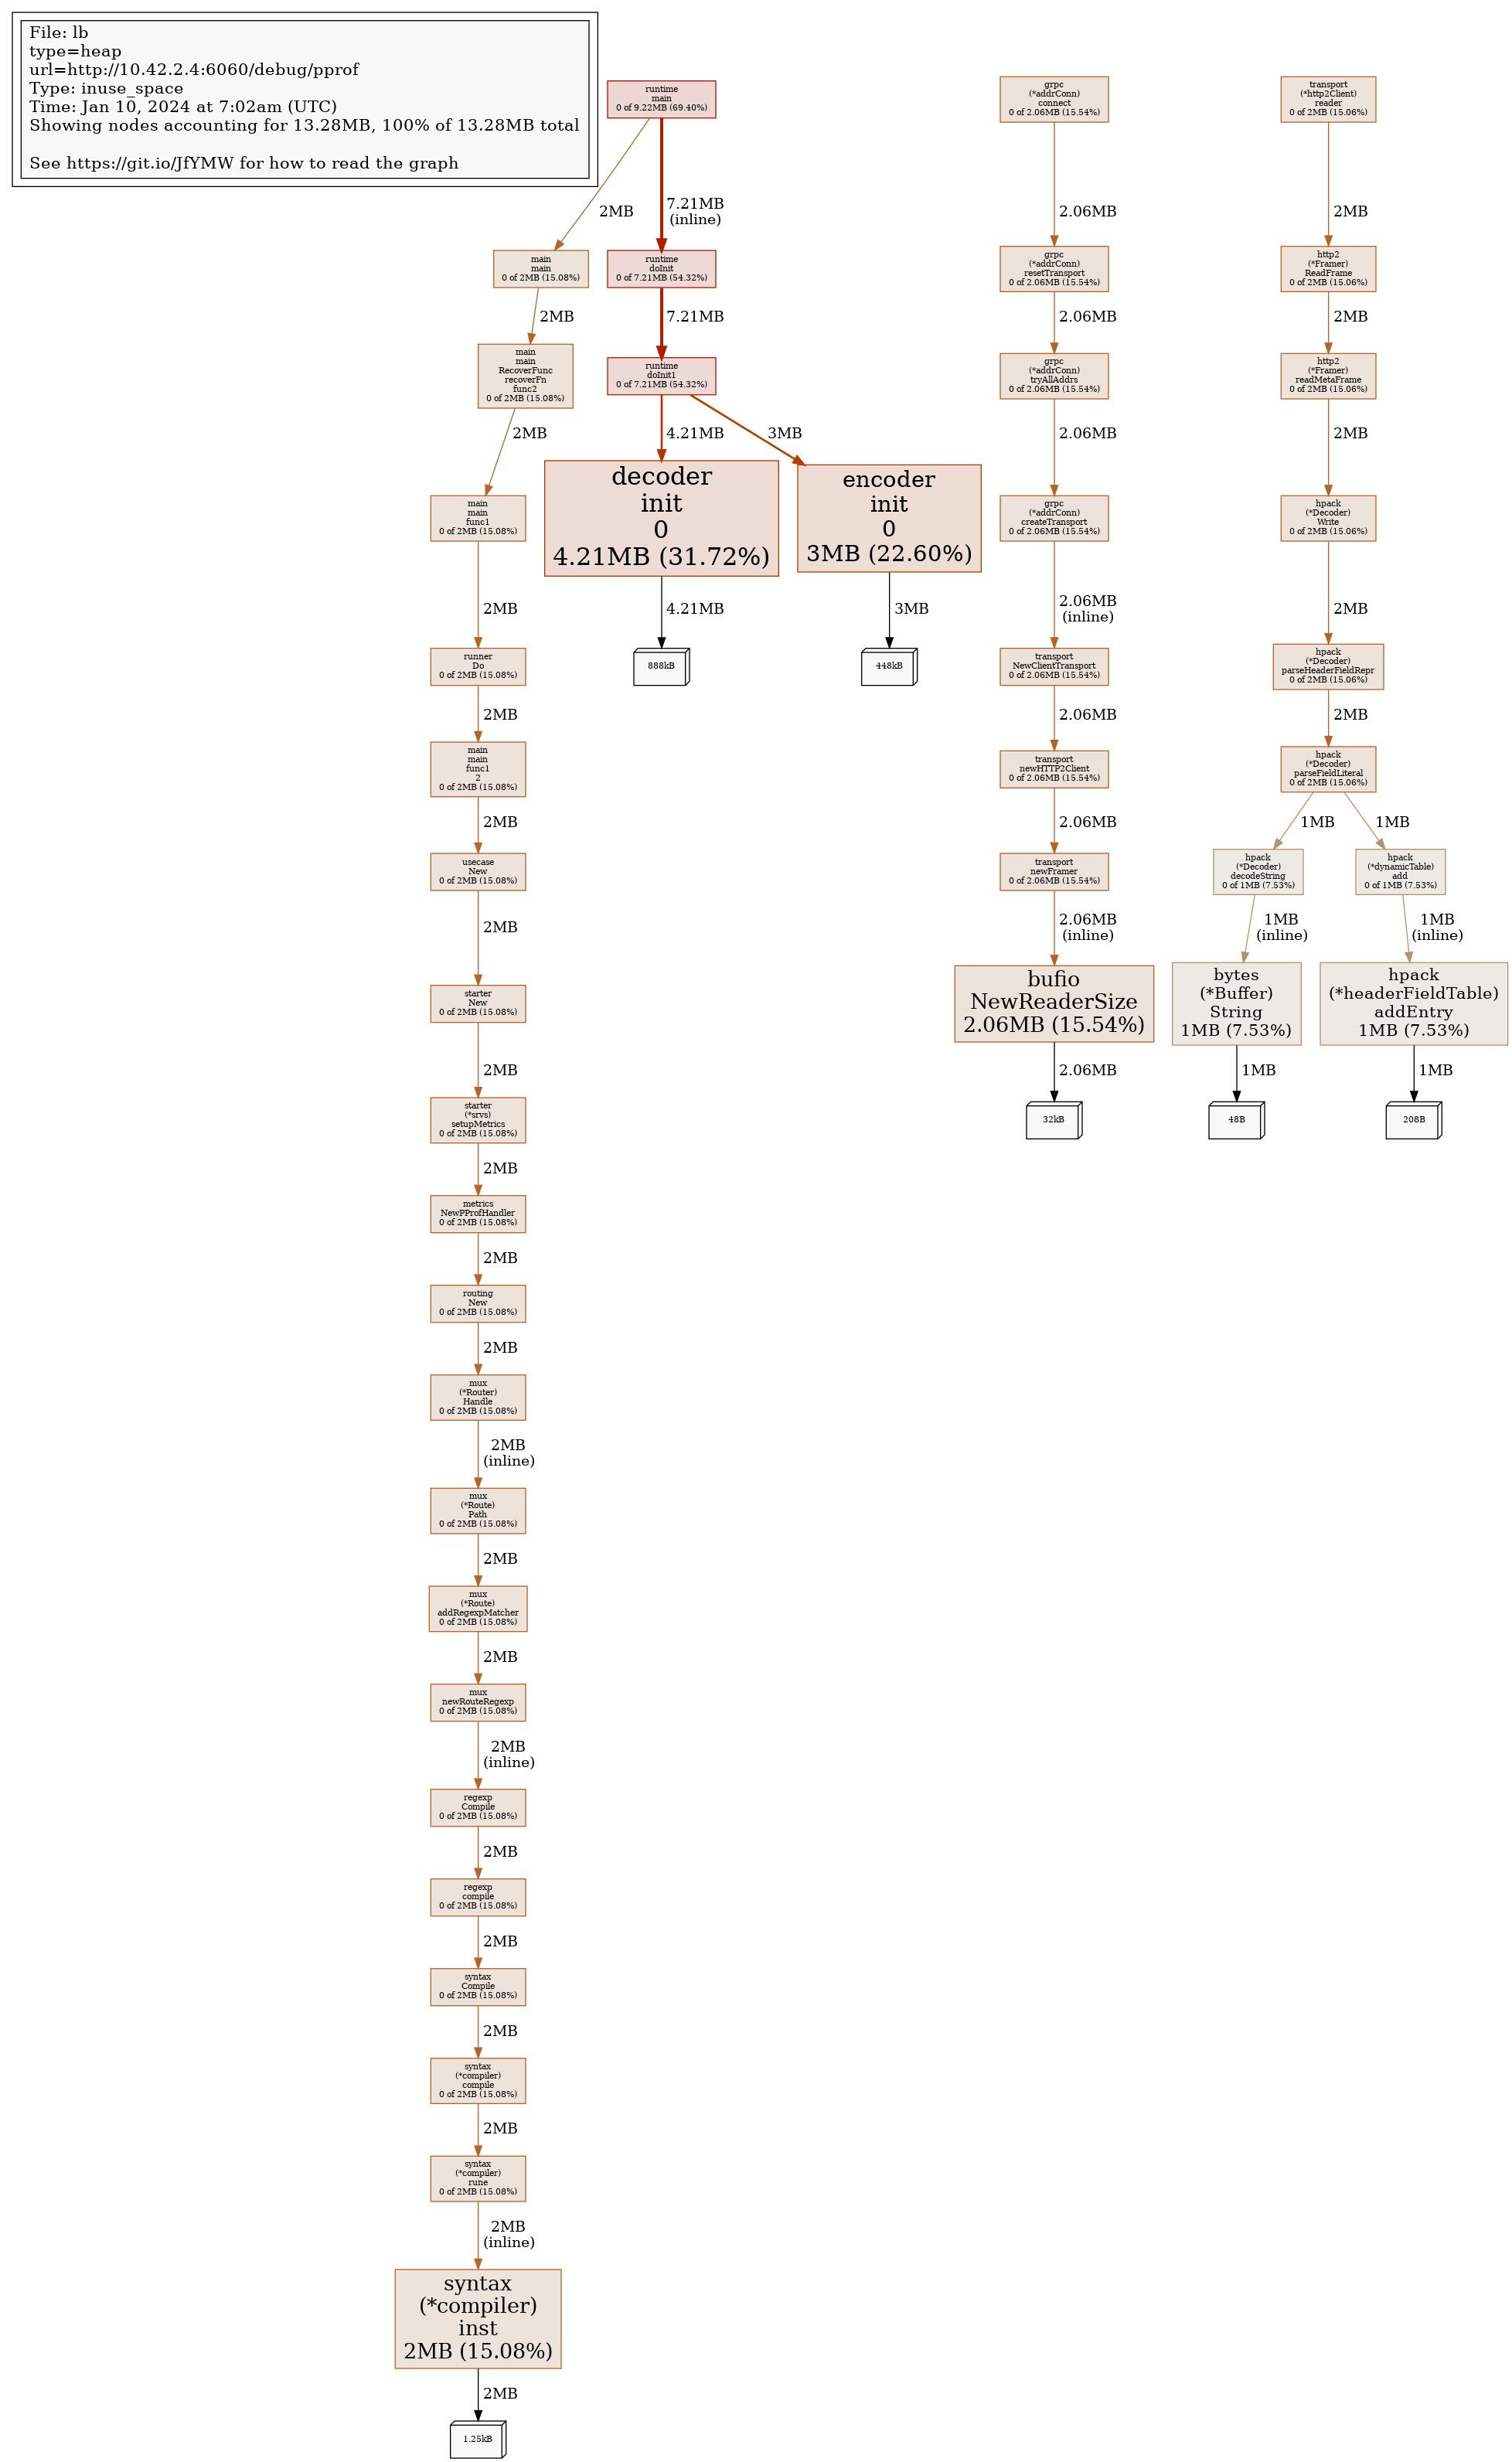 File: lb
type=heap
url=http://10.42.2.4:6060/debug/pprof
Type: inuse_space
Time: Jan 10, 2024 at 7:02am (UTC)
Showing nodes accounting for 13.28MB, 100% of 13.28MB total
See https://git.io/JfYMW for how to read the graph
runtime
main
0 of 9.22MB (69.40%)
2MB
7.21MB
(inline)
main
main
0 of 2MB (15.08%)
2MB
main
main
RecoverFunc
recoverFn
func2
0 of 2MB (15.08%)
2MB
main
main
func1
0 of 2MB (15.08%)
2MB
runner
Do
0 of 2MB (15.08%)
2MB
main
main
func1
2
0 of 2MB (15.08%)
2MB
usecase
New
0 of 2MB (15.08%)
2MB
starter
New
0 of 2MB (15.08%)
2MB
starter
(*srvs)
setupMetrics
0 of 2MB (15.08%)
2MB
metrics
NewPProfHandler
0 of 2MB (15.08%)
2MB
routing
New
0 of 2MB (15.08%)
2MB
mux
(*Router)
Handle
0 of 2MB (15.08%)
2MB
(inline)
mux
(*Route)
Path
0 of 2MB (15.08%)
2MB
mux
(*Route)
addRegexpMatcher
0 of 2MB (15.08%)
2MB
mux
newRouteRegexp
0 of 2MB (15.08%)
2MB
(inline)
regexp
Compile
0 of 2MB (15.08%)
2MB
regexp
compile
0 of 2MB (15.08%)
2MB
syntax
Compile
0 of 2MB (15.08%)
2MB
syntax
(*compiler)
compile
0 of 2MB (15.08%)
2MB
syntax
(*compiler)
rune
0 of 2MB (15.08%)
2MB
(inline)
syntax
(*compiler)
inst
2MB (15.08%)
2MB
1.25kB
runtime
doInit
0 of 7.21MB (54.32%)
7.21MB
runtime
doInit1
0 of 7.21MB (54.32%)
4.21MB
3MB
decoder
init
0
4.21MB (31.72%)
4.21MB
888kB
encoder
init
0
3MB (22.60%)
3MB
448kB
grpc
(*addrConn)
connect
0 of 2.06MB (15.54%)
2.06MB
grpc
(*addrConn)
resetTransport
0 of 2.06MB (15.54%)
2.06MB
grpc
(*addrConn)
tryAllAddrs
0 of 2.06MB (15.54%)
2.06MB
grpc
(*addrConn)
createTransport
0 of 2.06MB (15.54%)
2.06MB
(inline)
transport
NewClientTransport
0 of 2.06MB (15.54%)
2.06MB
transport
newHTTP2Client
0 of 2.06MB (15.54%)
2.06MB
transport
newFramer
0 of 2.06MB (15.54%)
2.06MB
(inline)
bufio
NewReaderSize
2.06MB (15.54%)
2.06MB
32kB
transport
(*http2Client)
reader
0 of 2MB (15.06%)
2MB
http2
(*Framer)
ReadFrame
0 of 2MB (15.06%)
2MB
http2
(*Framer)
readMetaFrame
0 of 2MB (15.06%)
2MB
hpack
(*Decoder)
Write
0 of 2MB (15.06%)
2MB
hpack
(*Decoder)
parseHeaderFieldRepr
0 of 2MB (15.06%)
2MB
hpack
(*Decoder)
parseFieldLiteral
0 of 2MB (15.06%)
1MB
1MB
hpack
(*Decoder)
decodeString
0 of 1MB (7.53%)
1MB
(inline)
bytes
(*Buffer)
String
1MB (7.53%)
1MB
48B
hpack
(*dynamicTable)
add
0 of 1MB (7.53%)
1MB
(inline)
hpack
(*headerFieldTable)
addEntry
1MB (7.53%)
1MB
208B